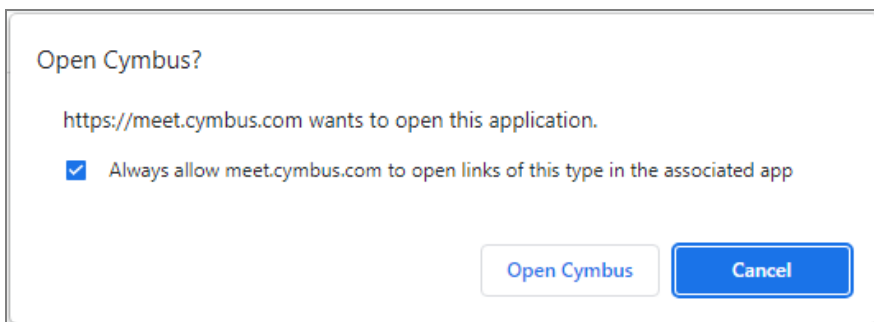 Open Cymbus?
https://meet.cymbus.com wants to open this application.
Always allow meet.cymbus.com to open links of this type in the associated app
Open Cymbus
Cancel